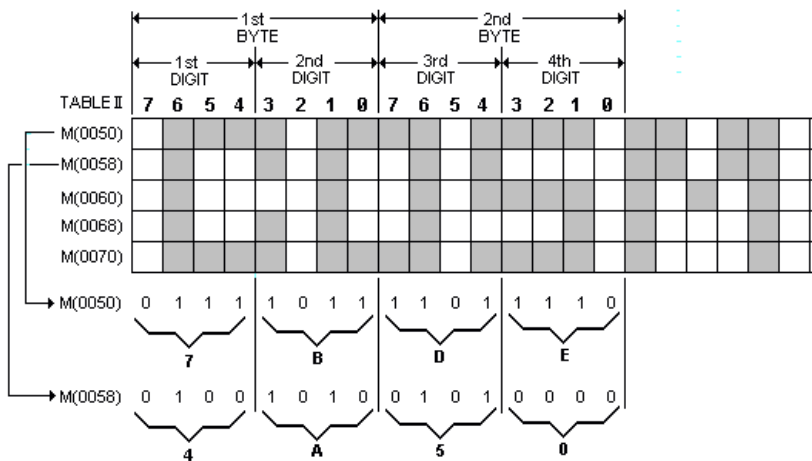 1st
BYTE
2nd
BYTE
1st
DIGIT
2nd
DIGIT
3rd
DIGIT
4th
DIGIT
TABLE II 7 6 5 4 3 2 1 0 7 6 5 4 3 2 1 0
M(0050)
M(0058)
M(0060)
M(0068)
M(0070)
M(0050) 0 1 1 1 1 0 1 1 1 1 0 1 1 1 1 0
7 B D E
M(0058) 0 1 0 0 1 0 1 0 0 1 0 1 0 0 0 0
4 A 5 0